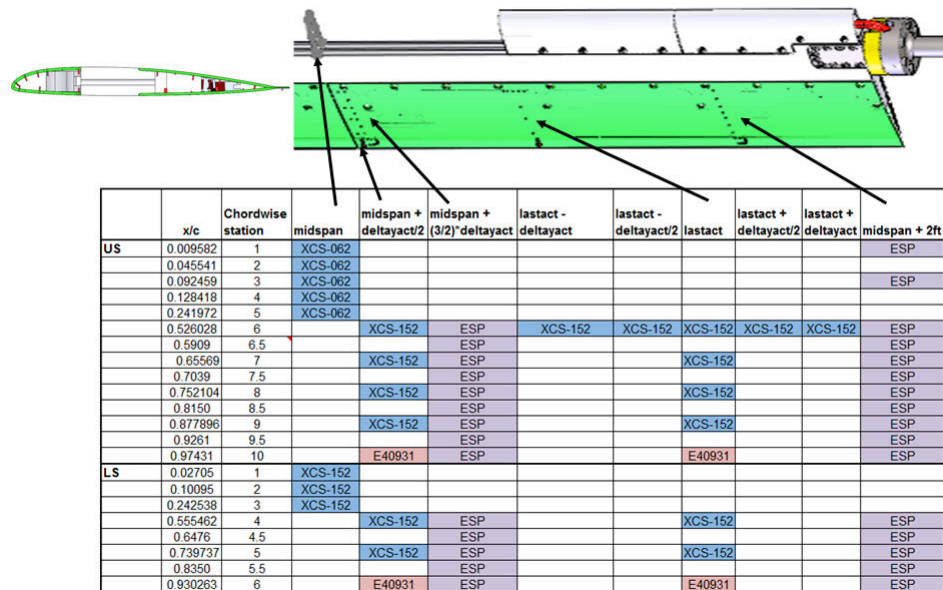 x/c Chordwise station midspan midspan + deltayact/2 midspan + (3/2)*deltayact lastact - deltayact lastact - deltayact/2 lastact lastact + deltayact/2 lastact + deltayact midspan + 2ft
US 0.009582 1 XCS-062 ESP
0.045541 2 XCS-062
0.092459 3 XCS-062 ESP
0.128418 4 XCS-062
0.241972 5 XCS-062
0.526028 6 XCS-152 ESP XCS-152 XCS-152 XCS-152 XCS-152 XCS-152 ESP
0.5909 6.5 ESP ESP
0.65569 7 XCS-152 ESP XCS-152 ESP
0.7039 7.5 ESP ESP
0.752104 8 XCS-152 ESP XCS-152 ESP
0.8150 8.5 ESP ESP
0.877896 9 XCS-152 ESP XCS-152 ESP
0.9261 9.5 ESP ESP
0.97431 10 E40931 ESP E40931 ESP
LS 0.02705 1 XCS-152
0.10095 2 XCS-152
0.242538 3 XCS-152
0.555462 4 XCS-152 ESP XCS-152 ESP
0.6476 4.5 ESP ESP
0.739737 5 XCS-152 ESP XCS-152 ESP
0.8350 5.5 ESP ESP
0.930263 6 E40931 ESP E40931 ESP